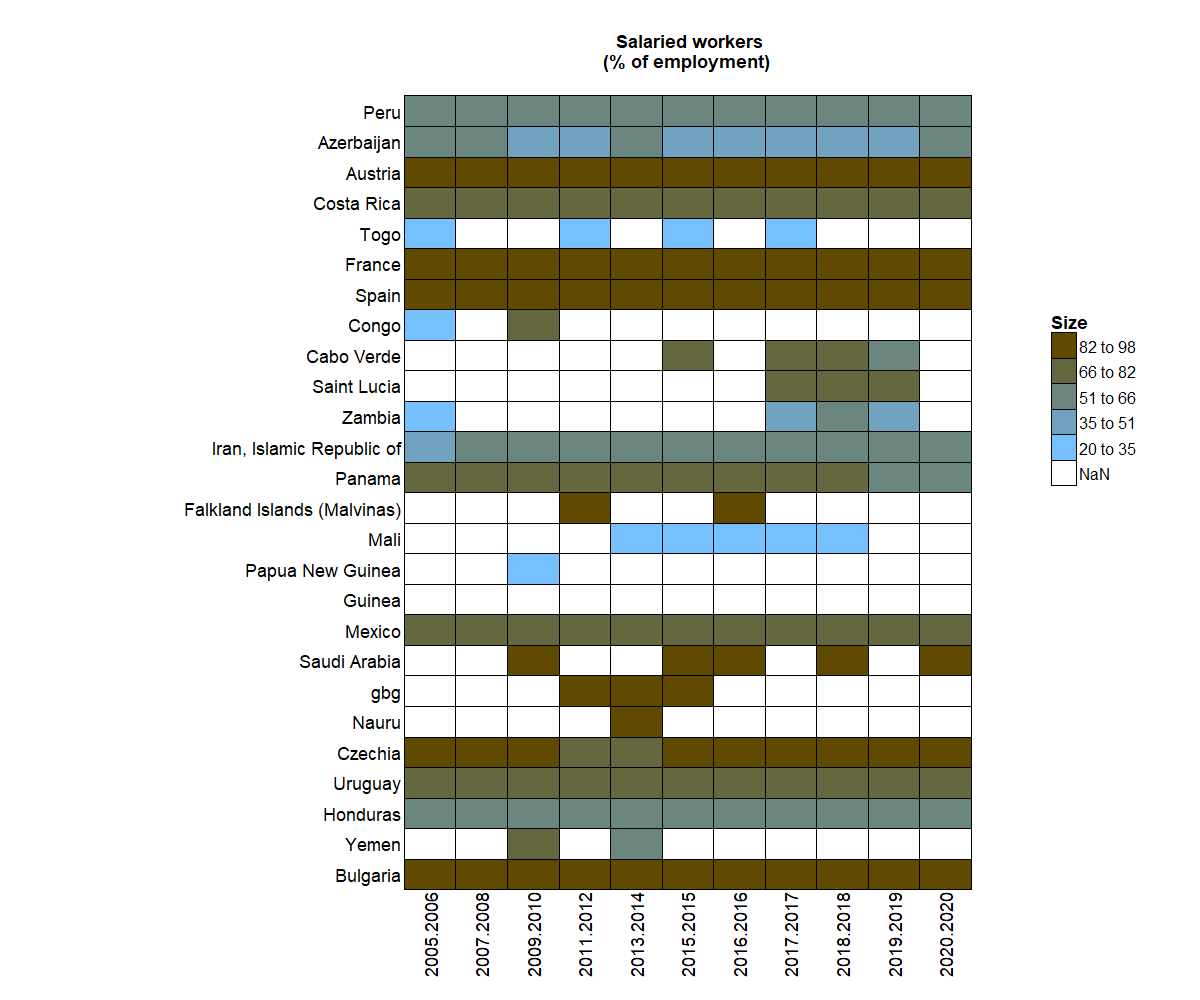 Salaried workers
(% of employment)
Peru
Azerbaijan
Austria
Costa Rica
Togo
France
Spain
Congo
Cabo Verde
Saint Lucia
Zambia
Iran, Islamic Republic of
Panama
Falkland Islands (Malvinas)
Mali
Papua New Guinea
Guinea
Mexico
Saudi Arabia
gbg
Nauru
Czechia
Uruguay
Honduras
Yemen
Bulgaria
2005.2006
2007.2008
2009.2010
2011.2012
2013.2014
2015.2015
2016.2016
2017.2017
2018.2018
2019.2019
2020.2020
Size
82 to 98
66 to 82
51 to 66
35 to 51
20 to 35
NaN